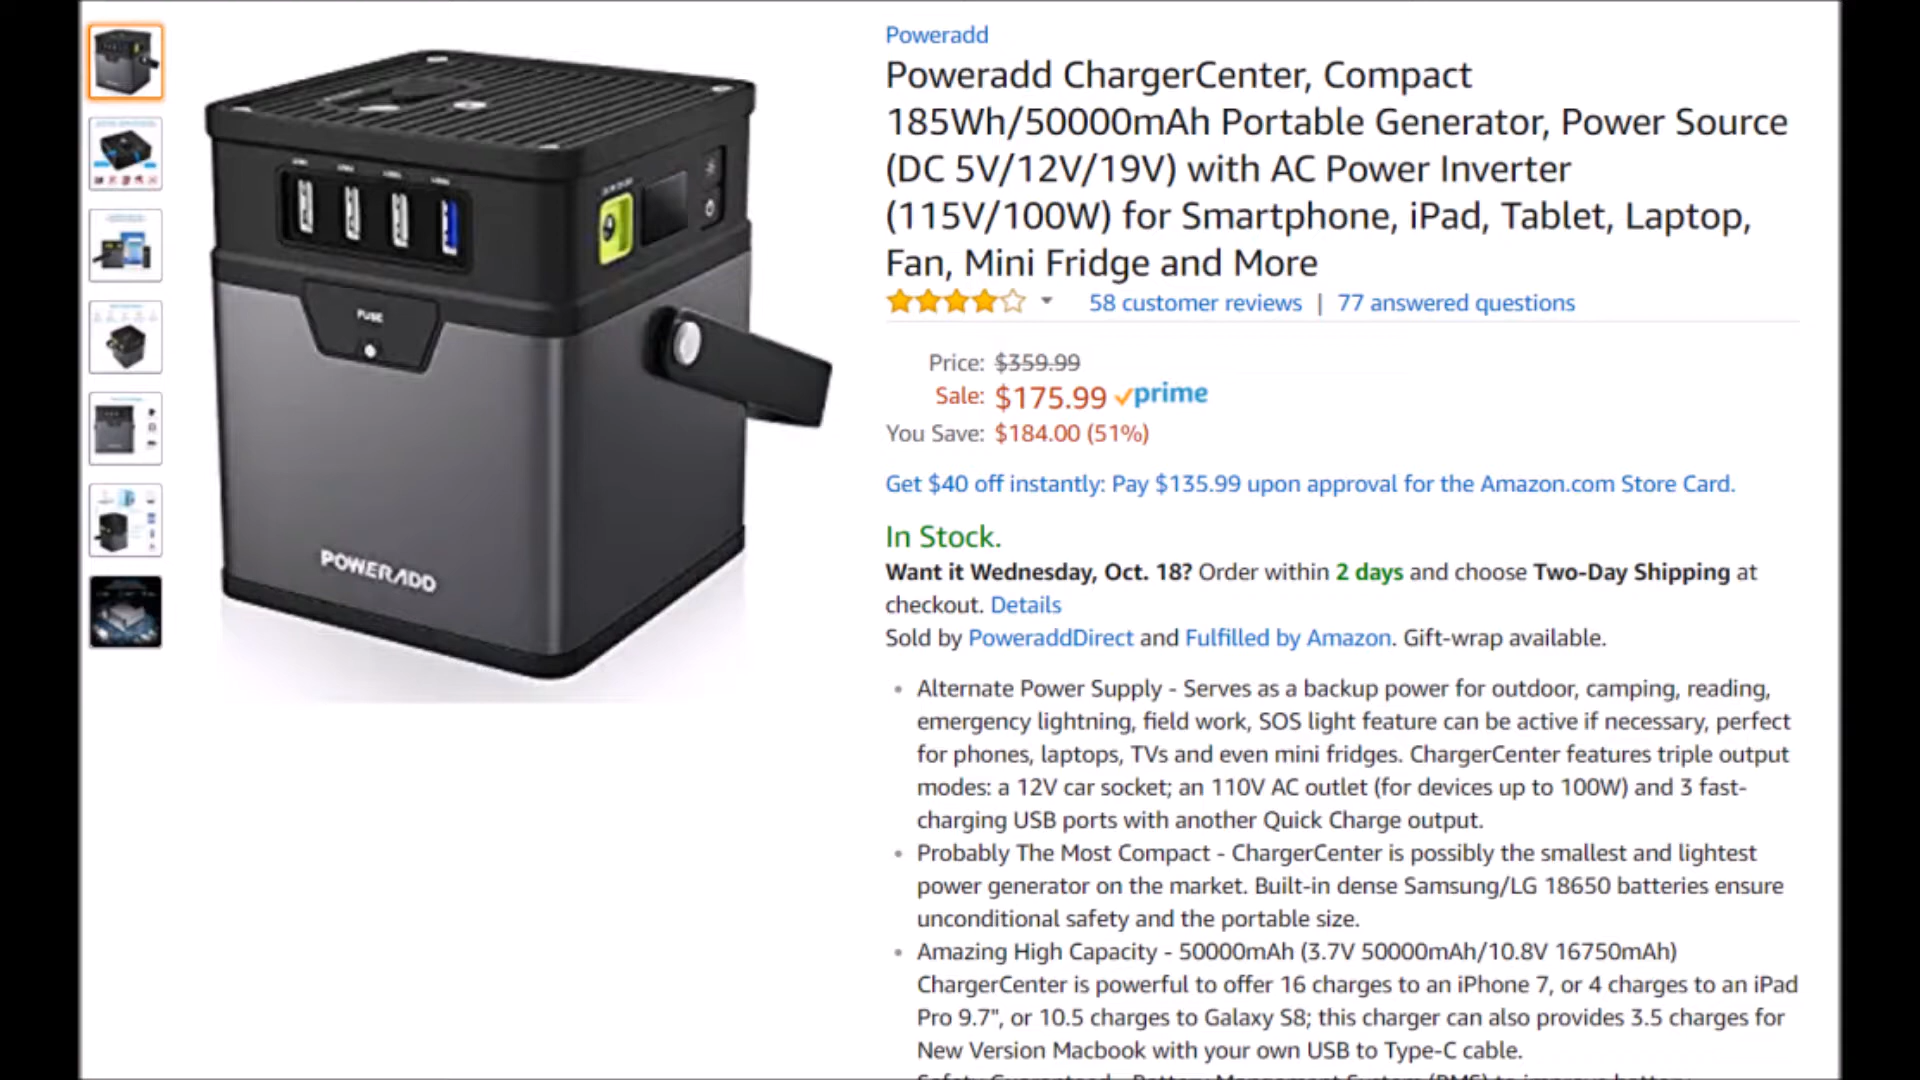 Poweradd
Poweradd ChargerCenter, Compact
185Wh/50000mAh Portable Generator, Power Source
(DC 5V/12V/19V) with AC Power Inverter
(115V/100W) for Smartphone, iPad, Tablet, Laptop,
Fan, Mini Fridge and More
58 customer reviews | 77 answered questions
Price: $359.99
Sale: $175.99 prime
You Save: $184.00 (51%)
Get $40 off instantly: Pay $135.99 upon approval for the Amazon.com Store Card.
In Stock.
Want it Wednesday, Oct. 18? Order within 2 days and choose Two-Day Shipping at
checkout. Details
Sold by PoweraddDirect and Fulfilled by Amazon. Gift-wrap available.
• Alternate Power Supply - Serves as a backup power for outdoor, camping, reading,
emergency lightning, field work, SOS light feature can be active if necessary, perfect
for phones, laptops, TVs and even mini fridges. ChargerCenter features triple output
modes: a 12V car socket; an 110V AC outlet (for devices up to 100W) and 3 fast-
charging USB ports with another Quick Charge output.
• Probably The Most Compact - ChargerCenter is possibly the smallest and lightest
power generator on the market. Built-in dense Samsung/LG 18650 batteries ensure
unconditional safety and the portable size.
• Amazing High Capacity - 50000mAh (3.7V 50000mAh/10.8V 16750mAh)
ChargerCenter is powerful to offer 16 charges to an iPhone 7, or 4 charges to an iPad
Pro 9.7", or 10.5 charges to Galaxy S8; this charger can also provides 3.5 charges for
New Version Macbook with your own USB to Type-C cable.
FUSE
POWERADD